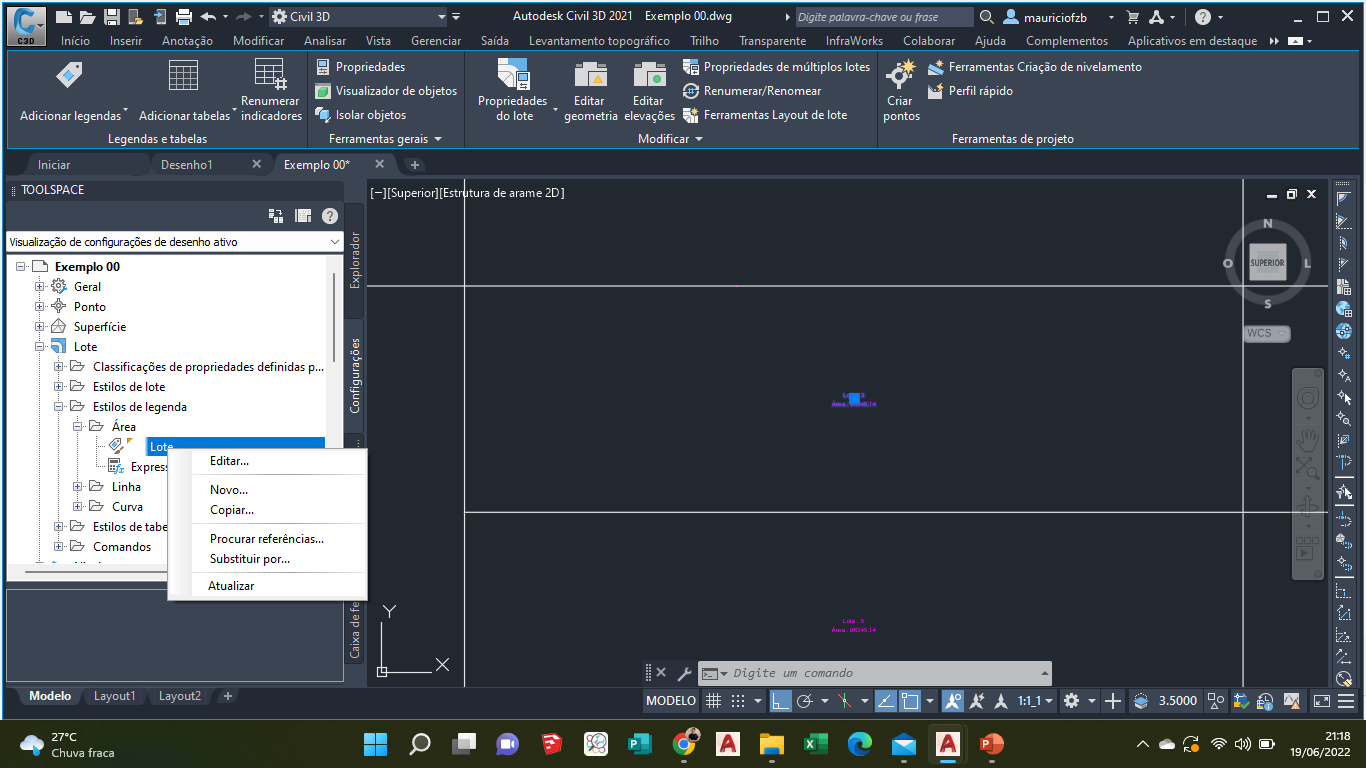 C3D
Civil 3D
Autodesk Civil 3D 2021 Exemplo 00.dwg
Digite palavra-chave ou frase
mauriciofzb
Início Inserir Anotação Modificar Analisar Vista Gerenciar Saída Levantamento topográfico Trilho Transparente InfraWorks Colaborar Ajuda Complementos Aplicativos em destaque
Adicionar legendas
Adicionar tabelas
Renumerar indicadores
Legendas e tabelas
Propriedades
Visualizador de objetos
Isolar objetos
Ferramentas gerais
Propriedades do lote
Editar geometria
Editar elevações
Propriedades de múltiplos lotes
Renumerar/Renomear
Ferramentas Layout de lote
Modificar
Criar pontos
Ferramentas Criação de nivelamento
Perfil rápido
Ferramentas de projeto
Iniciar Desenho1 Exemplo 00*
TOOLSPACE
Visualização de configurações de desenho ativo
Exemplo 00
Geral
Ponto
Superfície
Lote
Classificações de propriedades definidas p...
Estilos de lote
Estilos de legenda
Área
Lote
Express
Linha
Curva
Estilos de tabe
Comandos
Editar...
Novo...
Copiar...
Procurar referências...
Substituir por...
Atualizar
Explorador
Configurações
Caixa de fe
[−][Superior][Estrutura de arame 2D]
N
O SUPERIOR L
S
WCS
Y
X
Digite um comando
Modelo Layout1 Layout2
MODELO
1:1_1
3.5000
27°C
Chuva fraca
21:18
19/06/2022